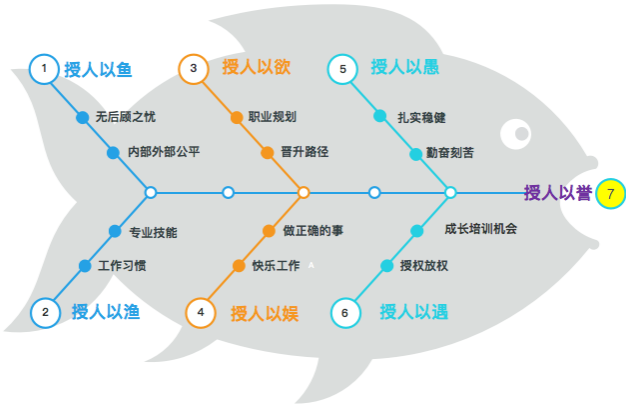 1 授人以鱼
无后顾之忧
内部外部公平
3 授人以欲
职业规划
晋升路径
5 授人以愚
扎实稳健
勤奋刻苦
授人以誉 7
专业技能
工作习惯
2 授人以渔
做正确的事
快乐工作 A
4 授人以娱
成长培训机会
授权放权
6 授人以遇